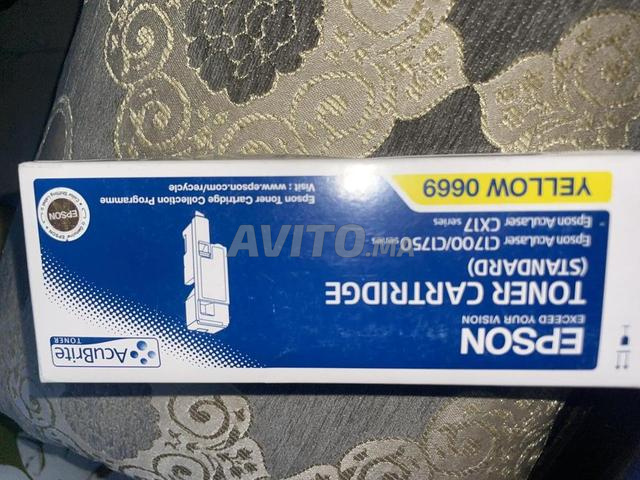 EPSON
EXCEED YOUR VISION
TONER CARTRIDGE
(STANDARD)
Epson AcuLaser C1700/C1750 series
Epson AcuLaser CX17 series
YELLOW 0669
AcuBrite
TONER
EPSON
Epson Toner Cartridge Collection Programme
Visit : www.epson.com/recycle
AVITO.MA